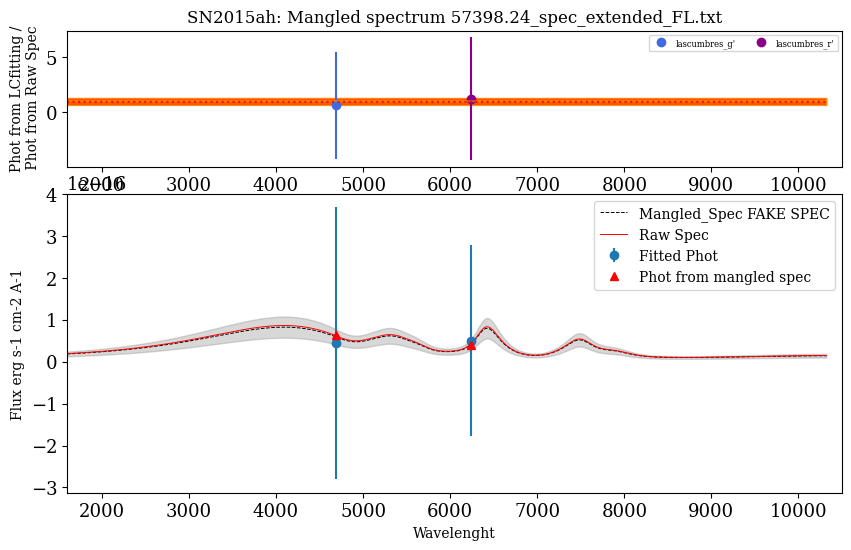 SN2015ah: Mangled spectrum 57398.24_spec_extended_FL.txt
Phot from LCfitting /
Phot from Raw Spec
5
0
lascumbres_g'
lascumbres_r'
2000 3000 4000 5000 6000 7000 8000 9000 10000
1e−16
Flux erg s-1 cm-2 A-1
4
3
2
1
0
−1
−2
−3
Mangled_Spec FAKE SPEC
Raw Spec
Fitted Phot
Phot from mangled spec
2000 3000 4000 5000 6000 7000 8000 9000 10000
Wavelenght